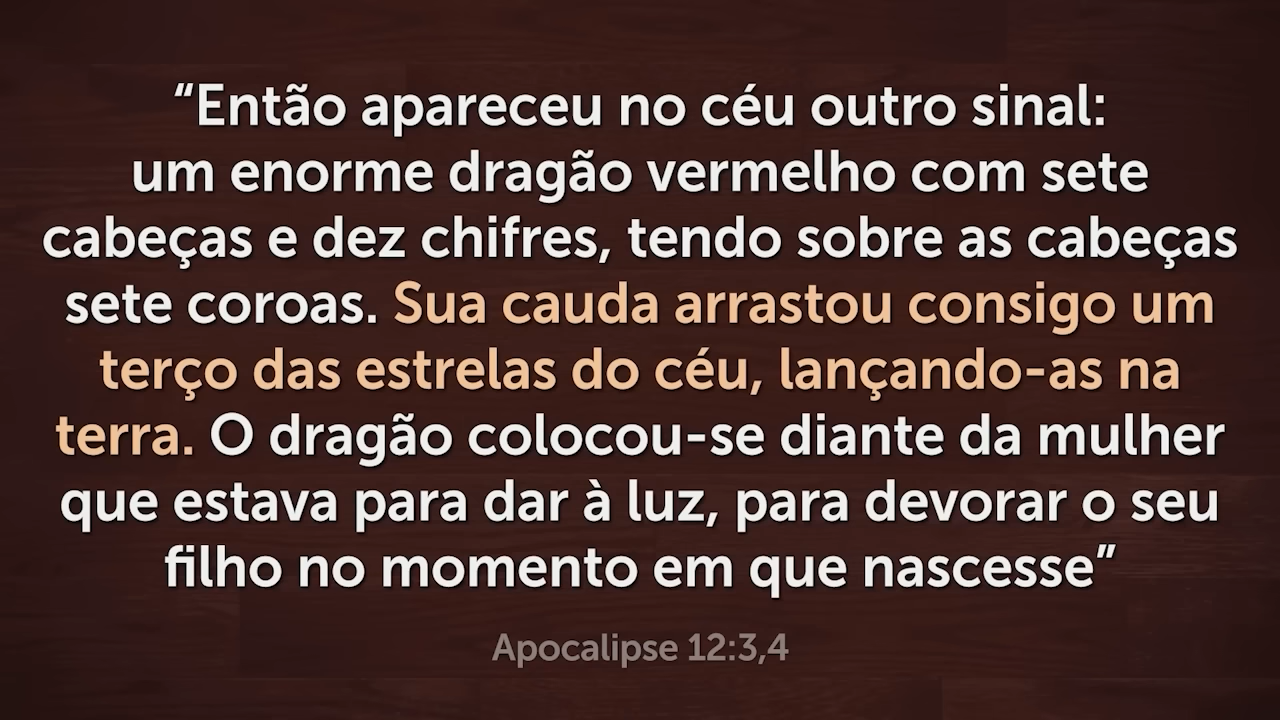 “Então apareceu no céu outro sinal:
um enorme dragão vermelho com sete
cabeças e dez chifres, tendo sobre as cabeças
sete coroas. Sua cauda arrastou consigo um
terço das estrelas do céu, lançando-as na
terra. O dragão colocou-se diante da mulher
que estava para dar à luz, para devorar o seu
filho no momento em que nascesse”
Apocalipse 12:3,4